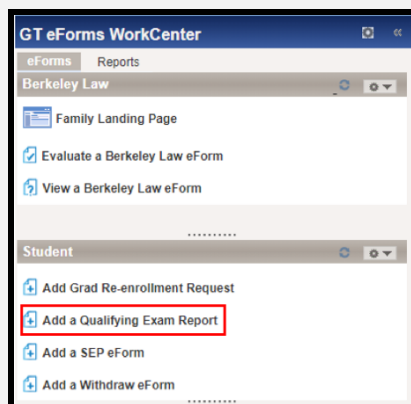 GT eForms WorkCenter
eForms Reports
Berkeley Law
Family Landing Page
Evaluate a Berkeley Law eForm
View a Berkeley Law eForm
Student
Add Grad Re-enrollment Request
Add a Qualifying Exam Report
Add a SEP eForm
Add a Withdraw eForm